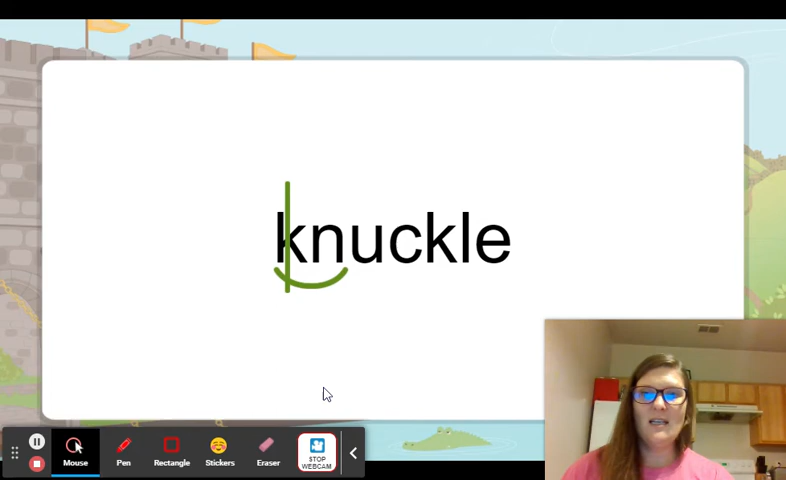 knuckle
Mouse
Pen
Rectangle
Stickers
Eraser
STOP
WEBCAM